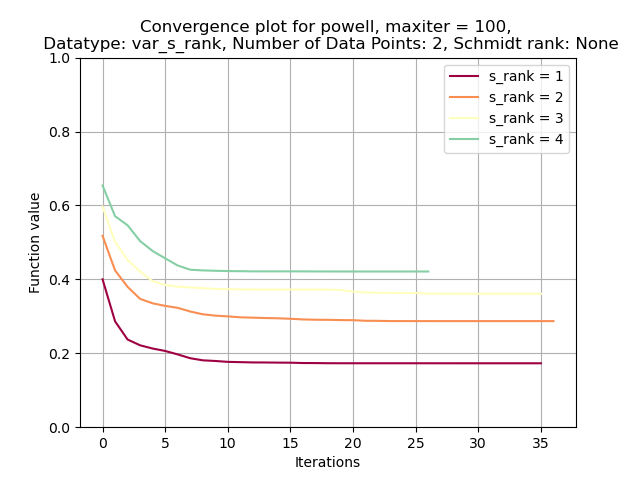 Convergence plot for powell, maxiter = 100,
Datatype: var_s_rank, Number of Data Points: 2, Schmidt rank: None
1.0
0.8
0.6
0.4
0.2
0.0
Function value
s_rank = 1
s_rank = 2
s_rank = 3
s_rank = 4
0 5 10 15 20 25 30 35
Iterations